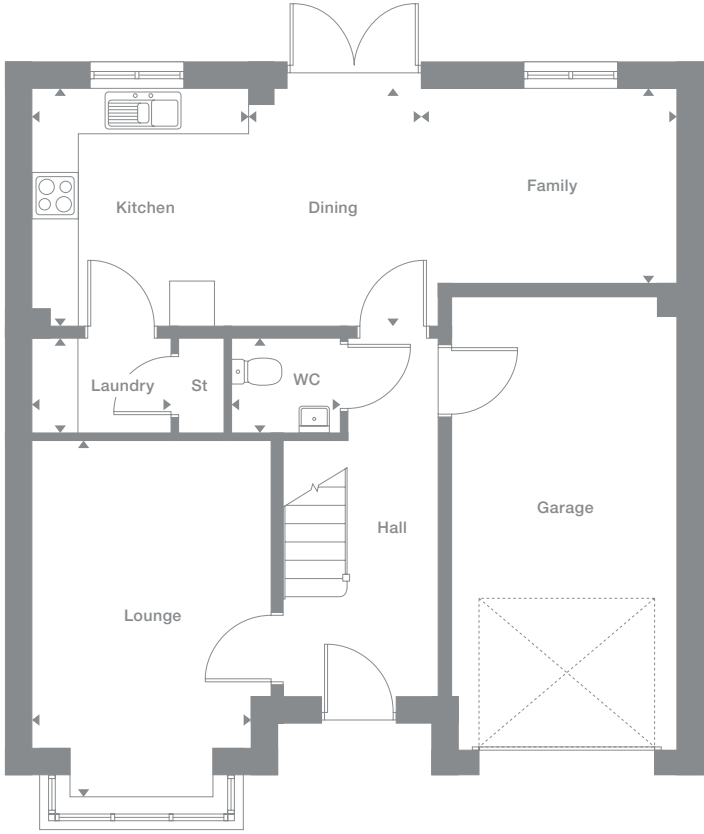 Family
Kitchen
Dining
Laundry
St
WC
Garage
Hall
Lounge